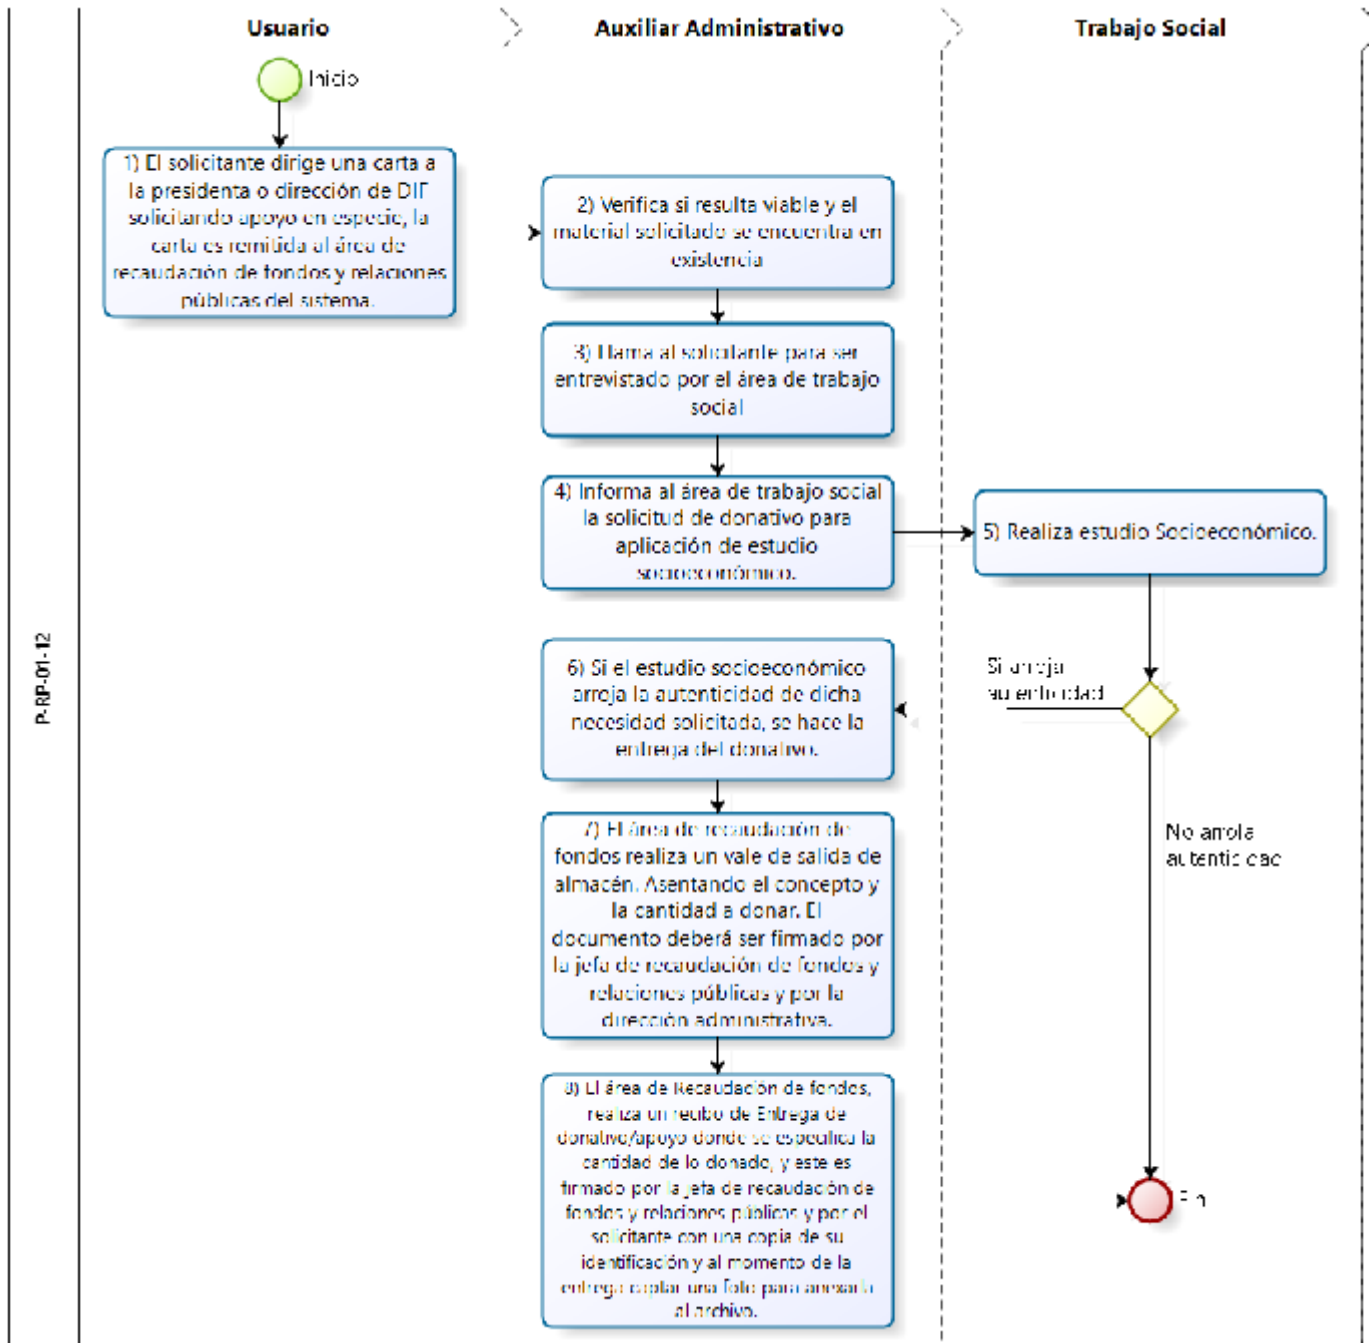 Usuario
Auxiliar Administrativo
Trabajo Social
P-RP-01-12
Inicio
1) El solicitante dirige una carta a
la presidenta o dirección de DIF
solicitando apoyo en especie, la
carta es remitida al área de
recaudación de fondos y relaciones
públicas del sistema.
2) Verifica si resulta viable y el
material solicitado se encuentra en
existencia
3) Llama al solicitante para ser
entrevistado por el área de trabajo
social
4) Informa al área de trabajo social
la solicitud de donativo para
aplicación de estudio
socioeconómico.
5) Realiza estudio Socioeconómico.
Si arroja
autenticidad
No arrola
autenticidad
6) Si el estudio socioeconómico
arroja la autenticidad de dicha
necesidad solicitada, se hace la
entrega del donativo.
7) El área de recaudación de
fondos realiza un vale de salida de
almacén. Asentando el concepto y
la cantidad a donar. El
documento deberá ser firmado por
la jefa de recaudación de fondos y
relaciones públicas y por la
dirección administrativa.
8) El área de Recaudación de fondos,
realiza un recibo de Entrega de
donativo/apoyo donde se especifica la
cantidad de lo donado, y este es
firmado por la jefa de recaudación de
fondos y relaciones públicas y por el
solicitante con una copia de su
identificación y al momento de la
entrega captar una foto para anexarla
al archivo.
Fin